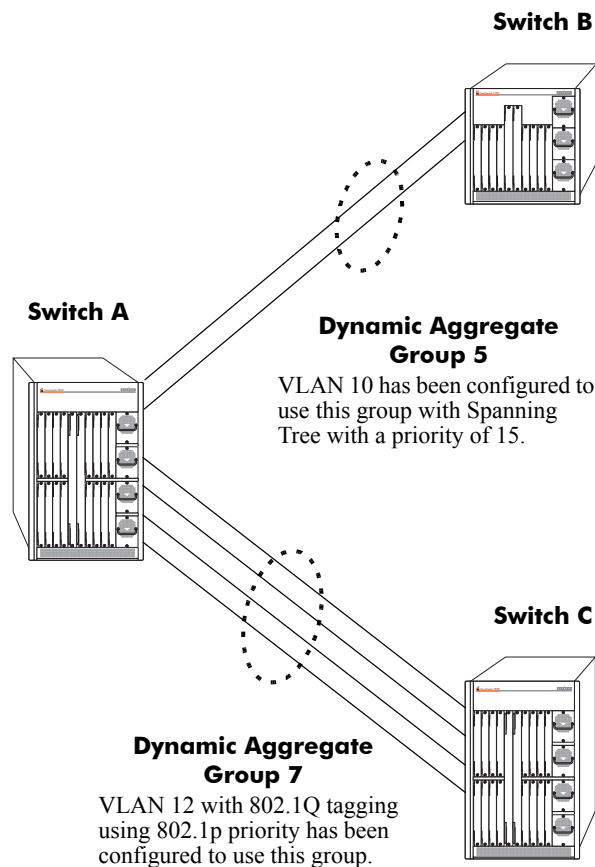 Switch B
Switch A
Dynamic Aggregate
Group 5
VLAN 10 has been configured to
use this group with Spanning
Tree with a priority of 15.
Switch C
Dynamic Aggregate
Group 7
VLAN 12 with 802.1Q tagging
using 802.1p priority has been
configured to use this group.